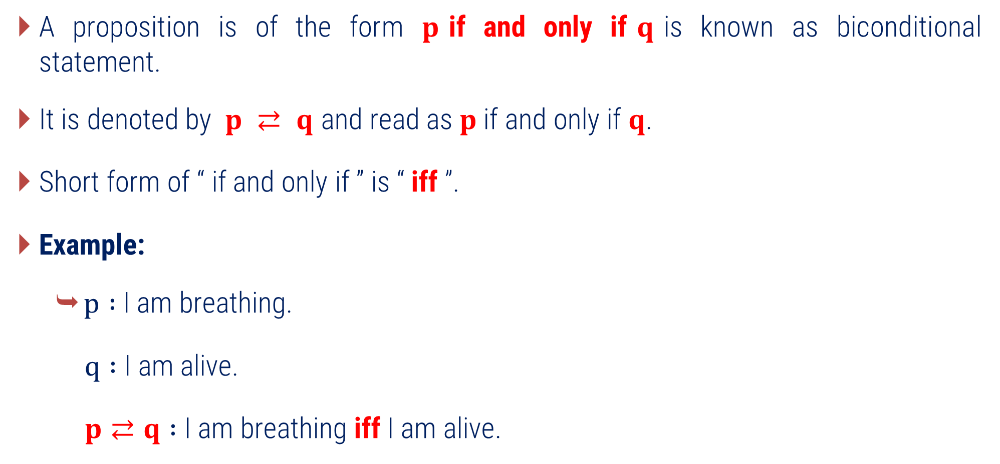 A proposition is of the form p if and only if q is known as biconditional
statement.
It is denoted by p ⇄ q and read as p if and only if q.
Short form of “ if and only if ” is “ iff ”.
Example:
p : I am breathing.
q : I am alive.
p ⇄ q : I am breathing iff I am alive.